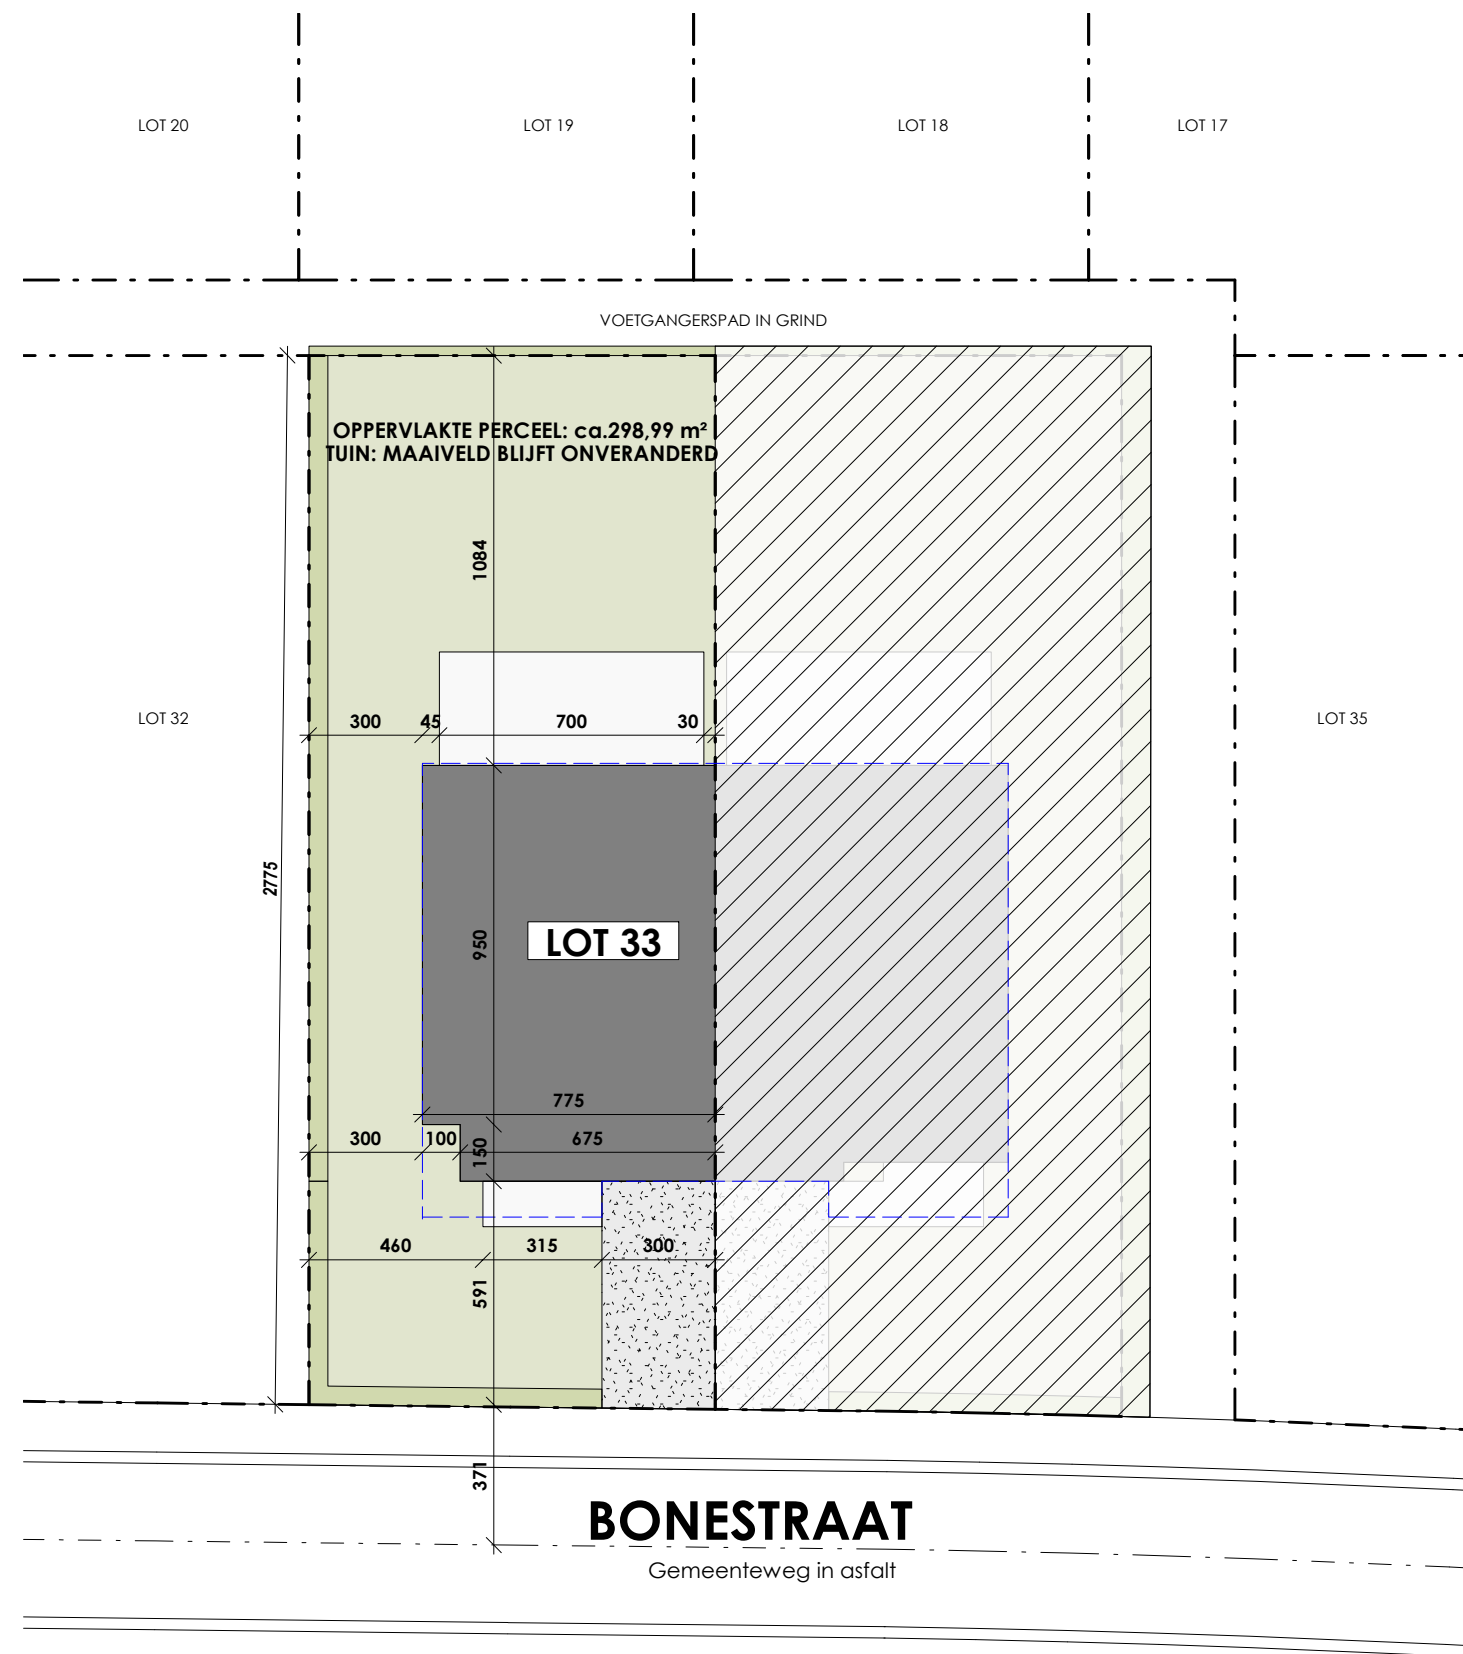 LOT 20
LOT 19
LOT 18
LOT 17
VOETGANGERSPAD IN GRIND
OPPERVLAKTE PERCEEL: ca.298,99 m²
TUIN: MAAIVELD BLIJFT ONVERANDERD
1084
LOT 32
300
45
700
30
LOT 35
2775
950
LOT 33
775
300
100
150
675
460
315
300
591
371
BONESTRAAT
Gemeenteweg in asfalt